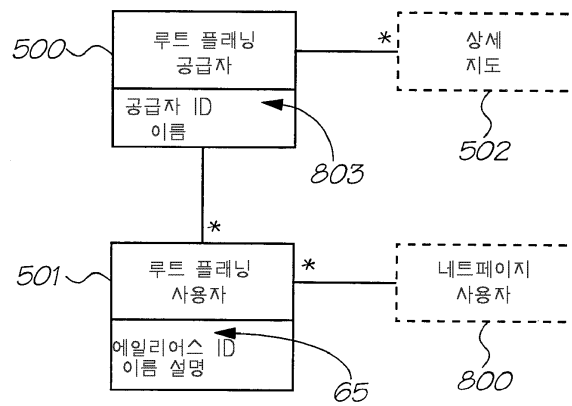 500
루트 플래닝
공급자
공급자 ID
이름
803
*
상세
지도
502
*
501
루트 플래닝
사용자
에일리어스 ID
이름 설명
65
*
네트페이지
사용자
800